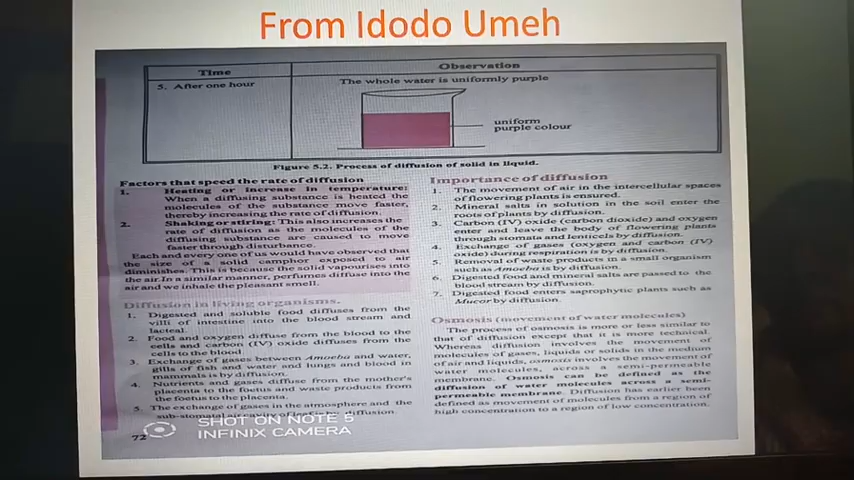 From Idodo Umeh
Time
Observation
5. After one hour
The whole water is uniformly purple
uniform
purple colour
Figure 5.2. Process of diffusion of solid in liquid.
Factors that speed the rate of diffusion
1. Heating or increase in temperature:
When a diffusing substance is heated the
molecules of the substance move faster,
thereby increasing the rate of diffusion.
2. Shaking or stiring: This also increases the
rate of diffusion as the molecules of the
diffusing substance are caused to move
faster through disturbance.
Each and every one of us would have observed that
the size of a solid camphor exposed to air
diminishes. This is because the solid vapourises into
the air. In a similar manner, perfumes diffuse into the
air and we inhale the pleasant smell.
Diffusion in living organisms.
1. Digested and soluble food diffuses from the
villi of intestine into the blood stream and
lacteal.
2. Food and oxygen diffuse from the blood to the
cells and carbon (IV) oxide diffuses from the
cells to the blood.
3. Exchange of gases between Amoeba and water,
gills of fish and water and lungs and blood in
mammals is by diffusion.
4. Nutrients and gases diffuse from the mother's
placenta to the foetus and waste products from
the foetus to the placenta.
5. The exchange of gases in the atmosphere and the
sub-stomatal air diffusion.
72
SHOT ON NOTE 5
INFINIX CAMERA
Importance of diffusion
1. The movement of air in the intercellular spaces
of flowering plants is ensured.
2. Mineral salts in solution in the soil enter the
roots of plants by diffusion.
3. Carbon (IV) oxide (carbon dioxide) and oxygen
enter and leave the body of flowering plants
through stomata and lenticels by diffusion.
4. Exchange of gases (oxygen and carbon (IV)
oxide) during respiration is by diffusion.
5. Removal of waste products in a small organism
such as Amoeba is by diffusion.
6. Digested food and mineral salts are passed to the
blood stream by diffusion.
7. Digested food enters saprophytic plants such as
Mucor by diffusion.
Osmosis (movement of water molecules)
The process of osmosis is more or less similar to
that of diffusion except that it is more technical.
Whereas diffusion involves the movement of
molecules of gases, liquids or solids in the medium
of air and liquids, osmosis involves the movement of
water molecules, across a semi-permeable
membrane. Osmosis can be defined as the
diffusion of water molecules across a semi-
permeable membrane. Diffusion has earlier been
defined as movement of molecules from a region of
high concentration to a region of low concentration.